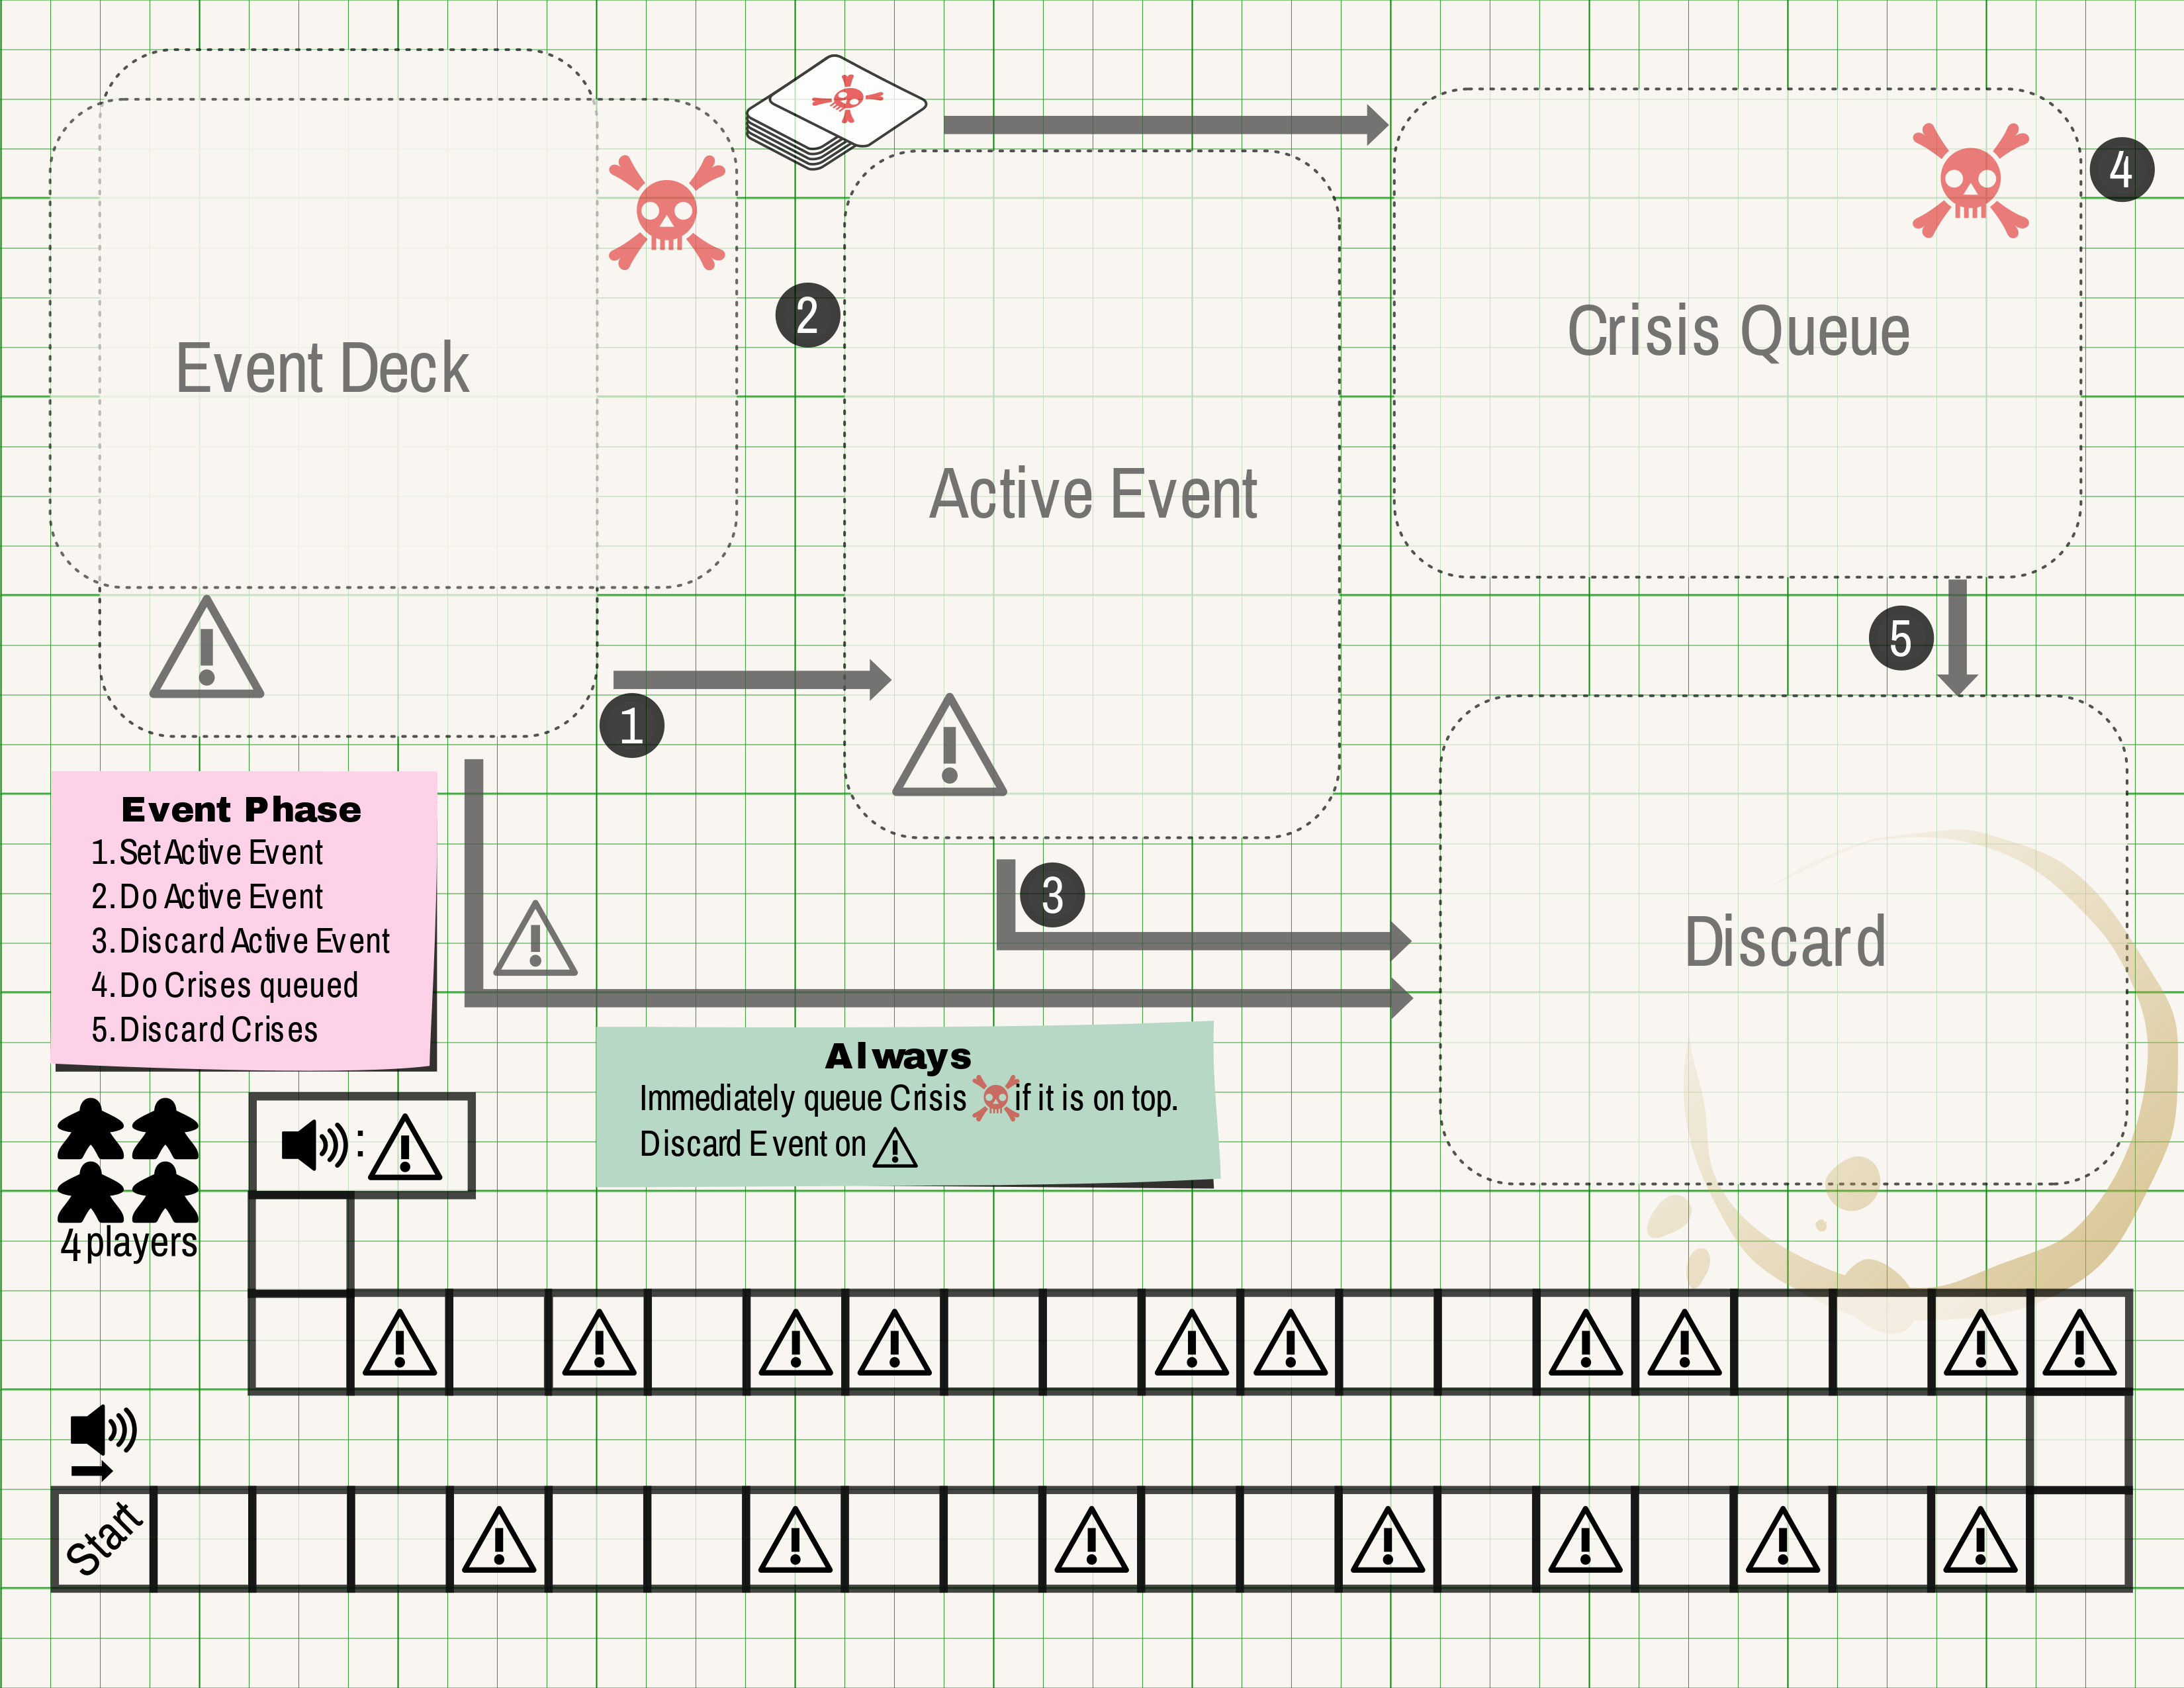 Event Deck
2
Active Event
Crisis Queue
4
1
5
Event Phase
1. Set Active Event
2. Do Active Event
3. Discard Active Event
4. Do Crises queued
5. Discard Crises
3
Discard
Always
Immediately queue Crisis if it is on top.
Discard Event on
:
4 players
Start